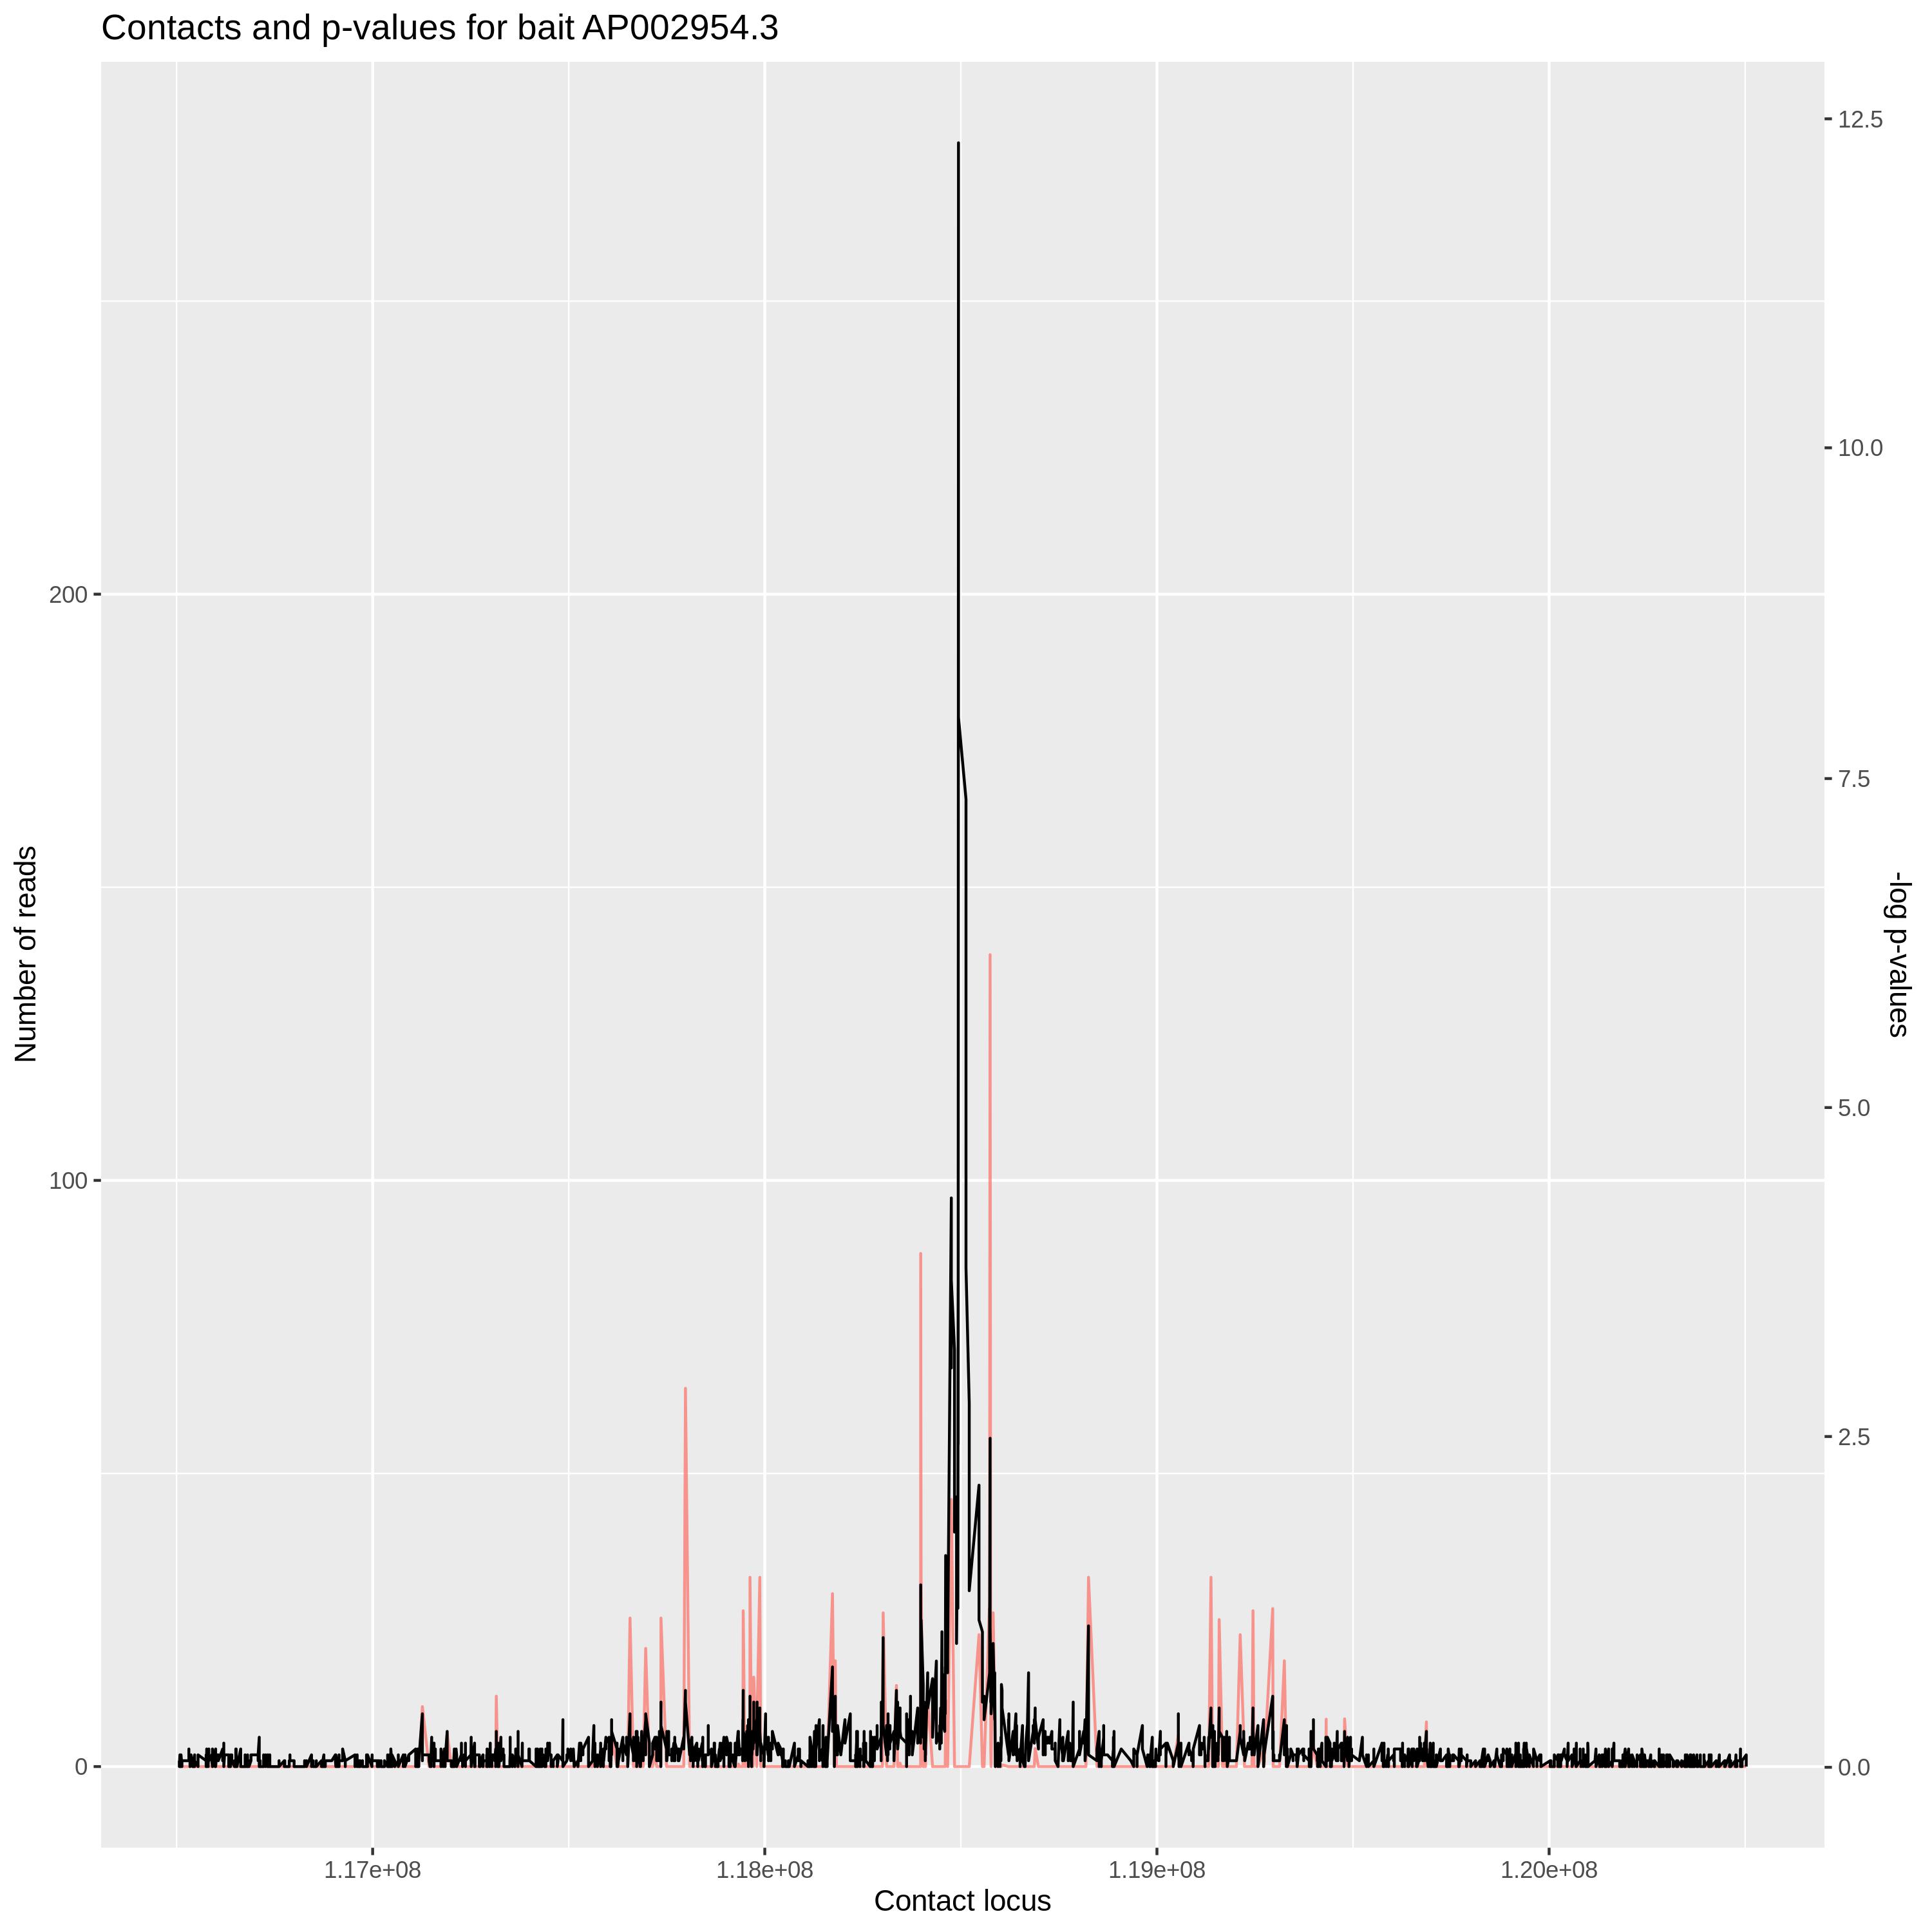 Contacts and p-values for bait AP002954.3
Number of reads
200
100
0
12.5
10.0
7.5
5.0
2.5
0.0
-log p-values
1.17e+08
1.18e+08
1.19e+08
1.20e+08
Contact locus